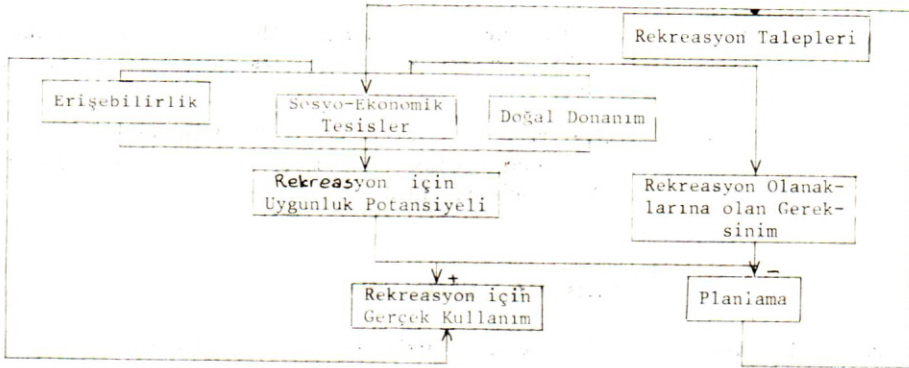 Rekreasyon Talepleri
Erişebilirlik
Sosyo-Ekonomik
Tesisler
Doğal Donanım
Rekreasyon için
Uygunluk Potansiyeli
Rekreasyon Olanak-
larına olan Gerek-
sinim
+
-
Rekreasyon için
Gerçek Kullanım
Planlama